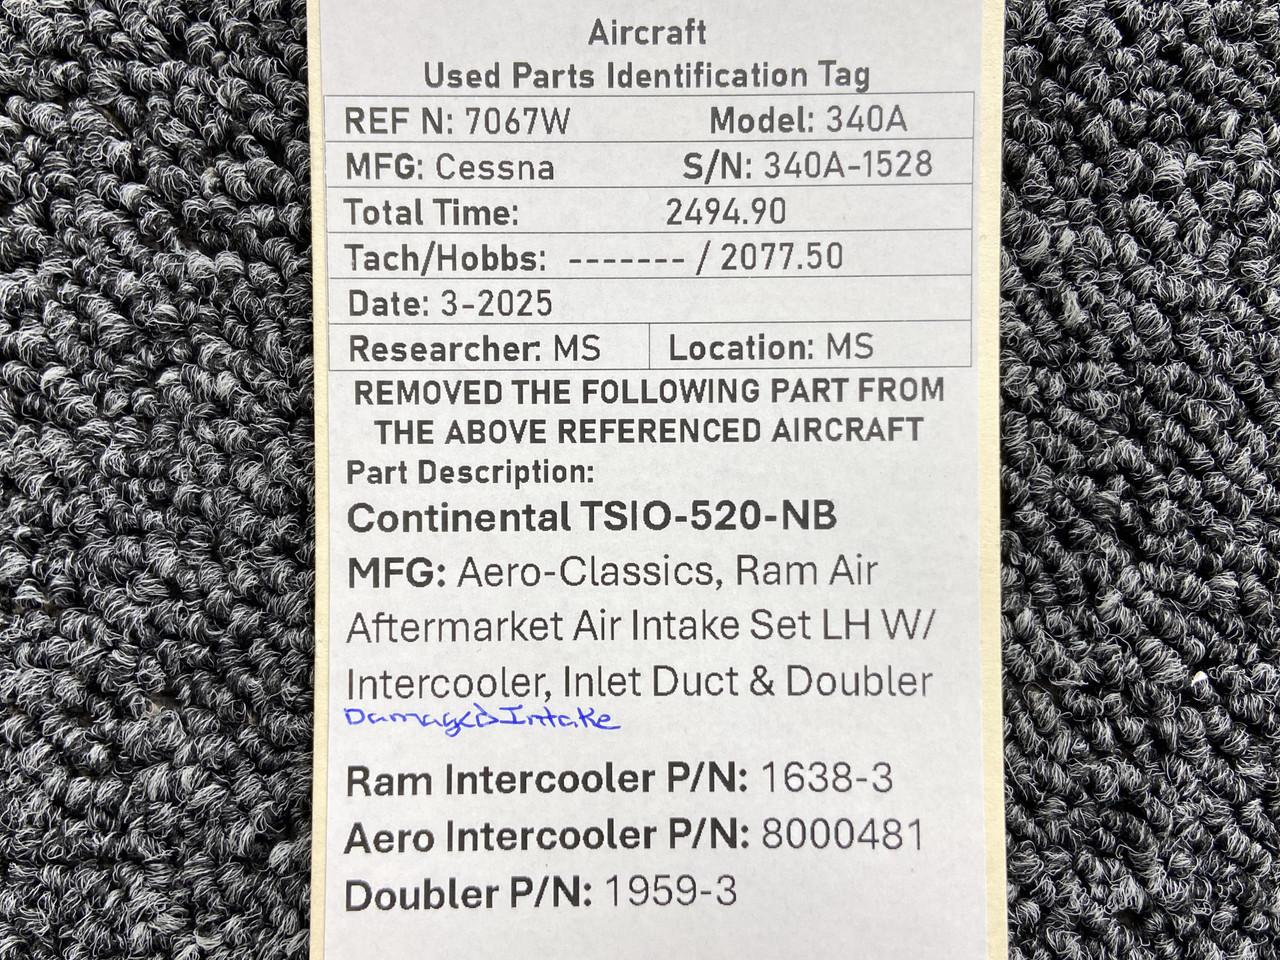 Aircraft
Used Parts Identification Tag
REF N: 7067W Model: 340A
MFG: Cessna S/N: 340A-1528
Total Time: 2494.90
Tach/Hobbs: ------- / 2077.50
Date: 3-2025
Researcher: MS Location: MS
REMOVED THE FOLLOWING PART FROM
THE ABOVE REFERENCED AIRCRAFT
Part Description:
Continental TSIO-520-NB
MFG: Aero-Classics, Ram Air
Aftermarket Air Intake Set LH W/
Intercooler, Inlet Duct & Doubler
Damaged Intake
Ram Intercooler P/N: 1638-3
Aero Intercooler P/N: 8000481
Doubler P/N: 1959-3